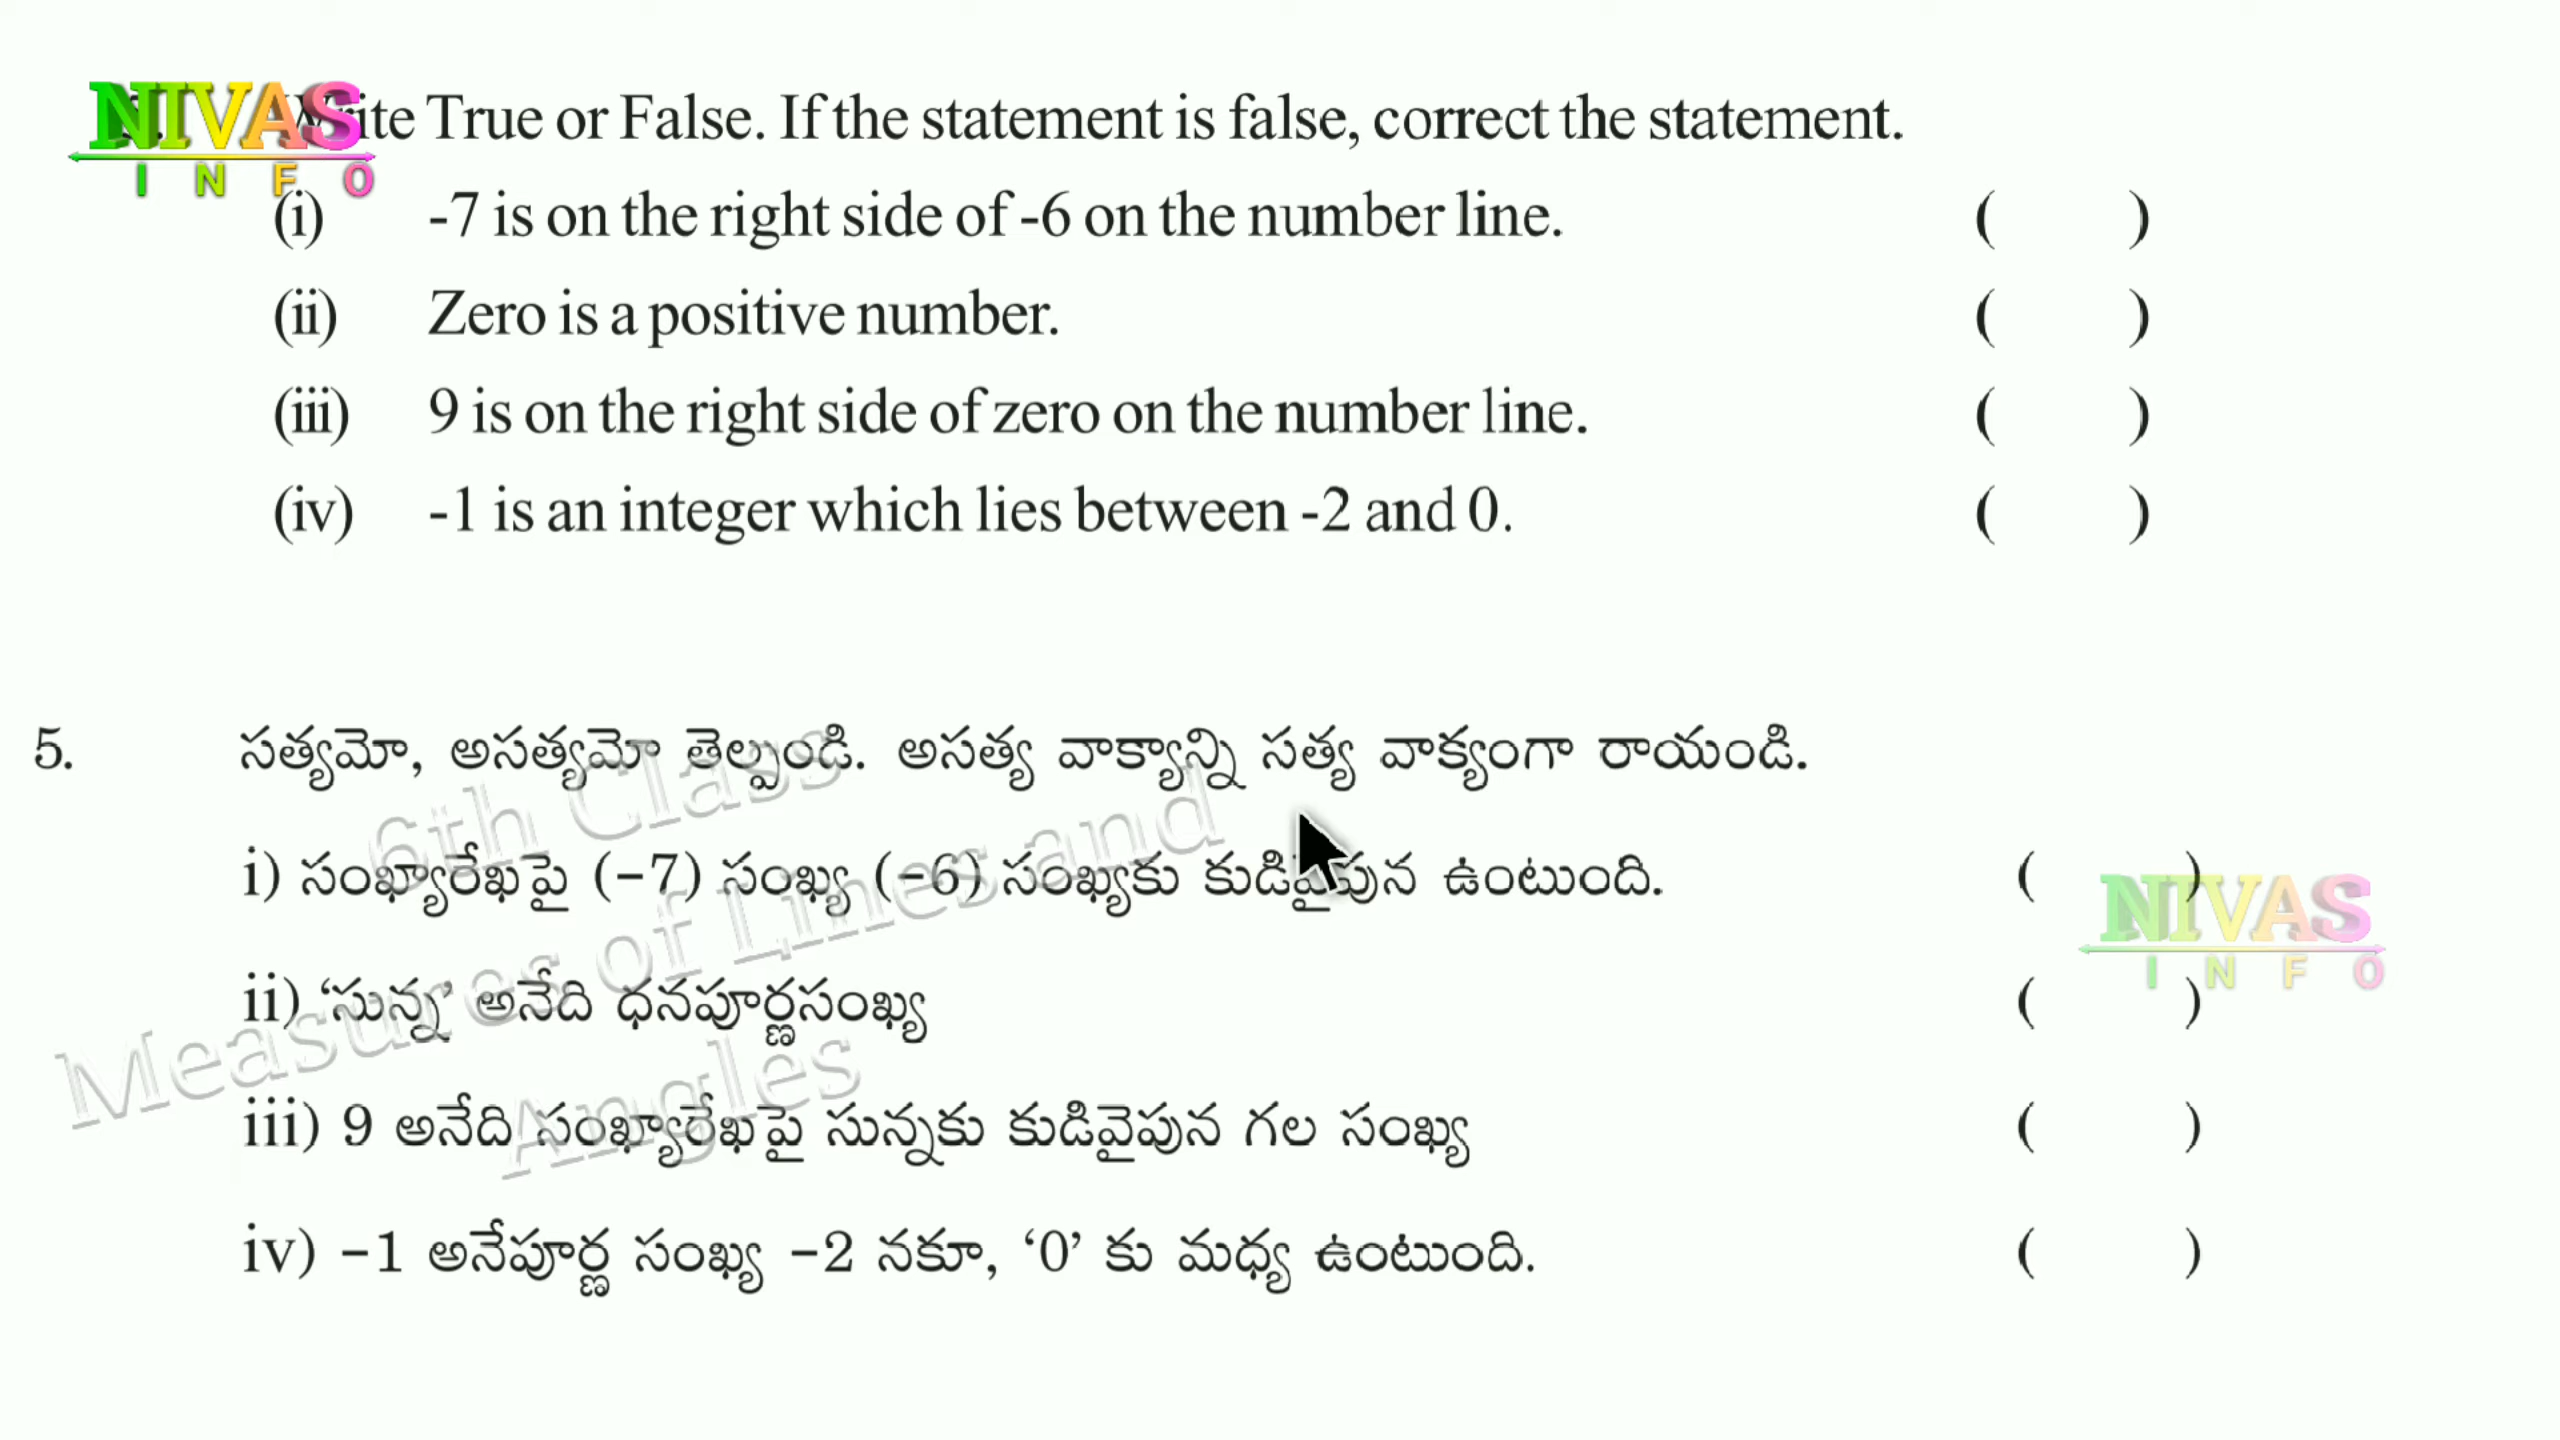 NIVAS
INFO
Write True or False. If the statement is false, correct the statement.
(i) -7 is on the right side of -6 on the number line. ( )
(ii) Zero is a positive number. ( )
(iii) 9 is on the right side of zero on the number line. ( )
(iv) -1 is an integer which lies between -2 and 0. ( )
5. సత్యమో, అసత్యమో తెల్పండి. అసత్య వాక్యాన్ని సత్య వాక్యంగా రాయండి.
i) సంఖ్యారేఖపై (−7) సంఖ్య (−6) సంఖ్యకు కుడివైపున ఉంటుంది. ( )
ii) ‘సున్న’ అనేది ధనపూర్ణసంఖ్య ( )
iii) 9 అనేది సంఖ్యారేఖపై సున్నకు కుడివైపున గల సంఖ్య ( )
iv) −1 అనేపూర్ణ సంఖ్య −2 నకూ, ‘0’ కు మధ్య ఉంటుంది. ( )
6th Class
Measures of Lines and
Angles
NIVAS
INFO